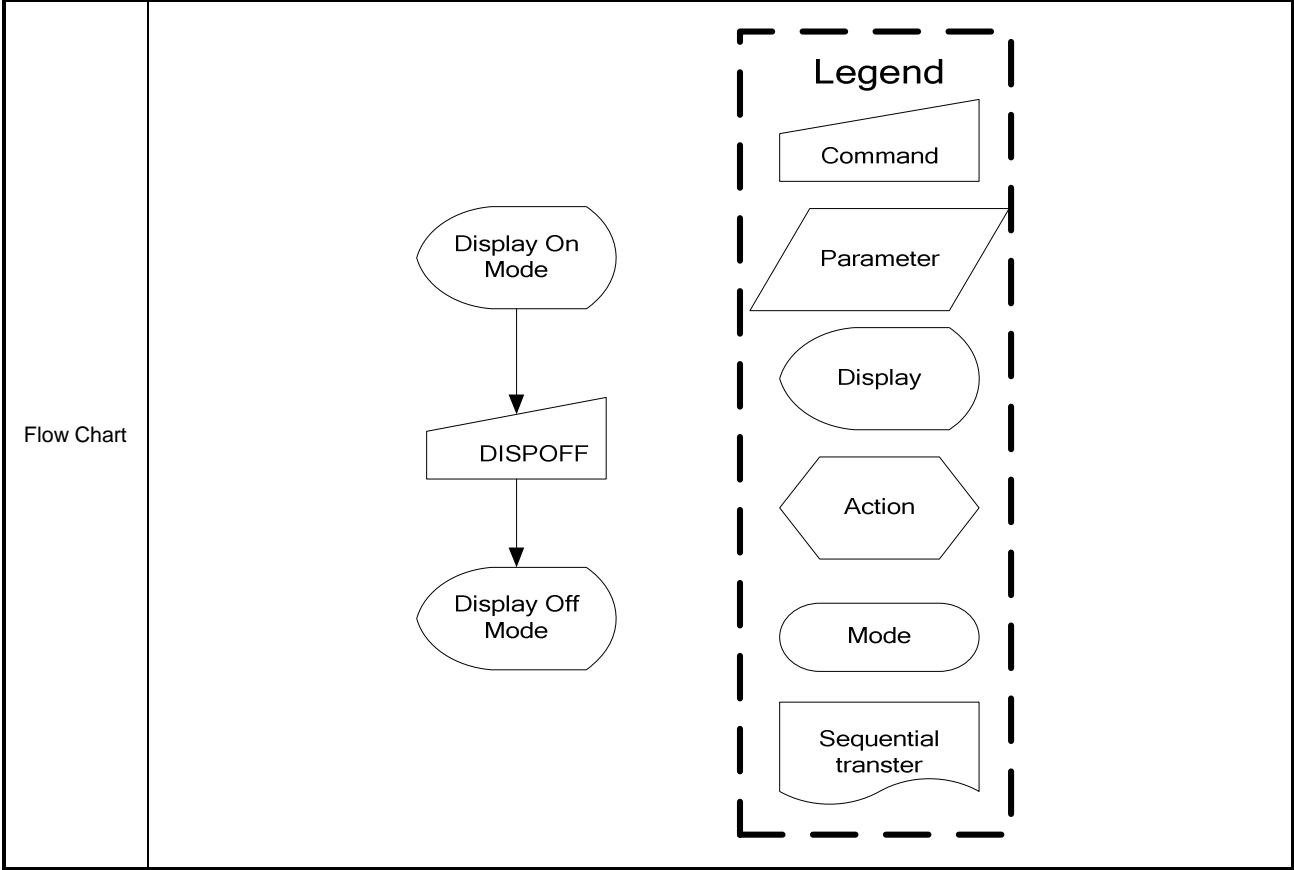 Flow Chart
Display On
Mode
DISPOFF
Display Off
Mode
Legend
Command
Parameter
Display
Action
Mode
Sequential
transter